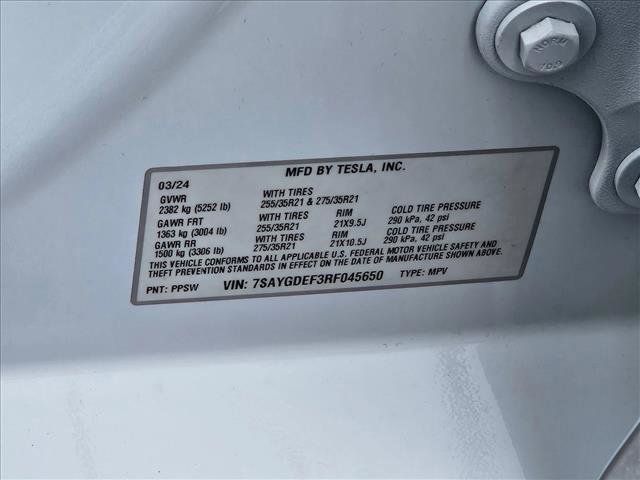 NORM
10.9
MFD BY TESLA, INC.
03/24
GVWR WITH TIRES
2382 kg (5252 lb) 255/35R21 & 275/35R21
GAWR FRT WITH TIRES RIM COLD TIRE PRESSURE
1363 kg (3004 lb) 255/35R21 21X9.5J 290 kPa, 42 psi
GAWR RR WITH TIRES RIM COLD TIRE PRESSURE
1500 kg (3306 lb) 275/35R21 21X10.5J 290 kPa, 42 psi
THIS VEHICLE CONFORMS TO ALL APPLICABLE U.S. FEDERAL MOTOR VEHICLE SAFETY AND
THEFT PREVENTION STANDARDS IN EFFECT ON THE DATE OF MANUFACTURE SHOWN ABOVE.
PNT: PPSW VIN: 7SAYGDEF3RF045650 TYPE: MPV